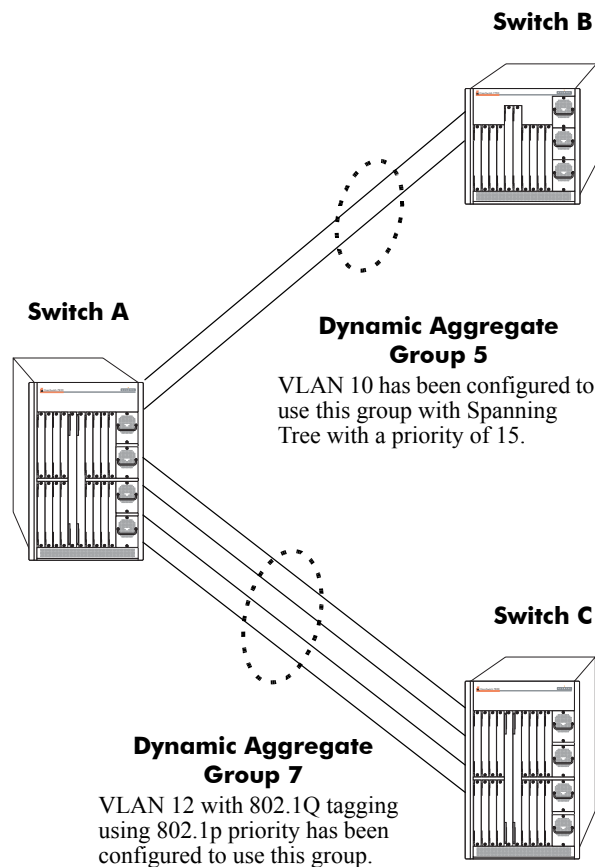 Switch B
Switch A
Dynamic Aggregate
Group 5
VLAN 10 has been configured to
use this group with Spanning
Tree with a priority of 15.
Switch C
Dynamic Aggregate
Group 7
VLAN 12 with 802.1Q tagging
using 802.1p priority has been
configured to use this group.